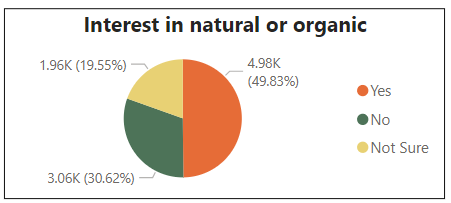 Interest in natural or organic
1.96K (19.55%)
4.98K
(49.83%)
Yes
No
Not Sure
3.06K (30.62%)